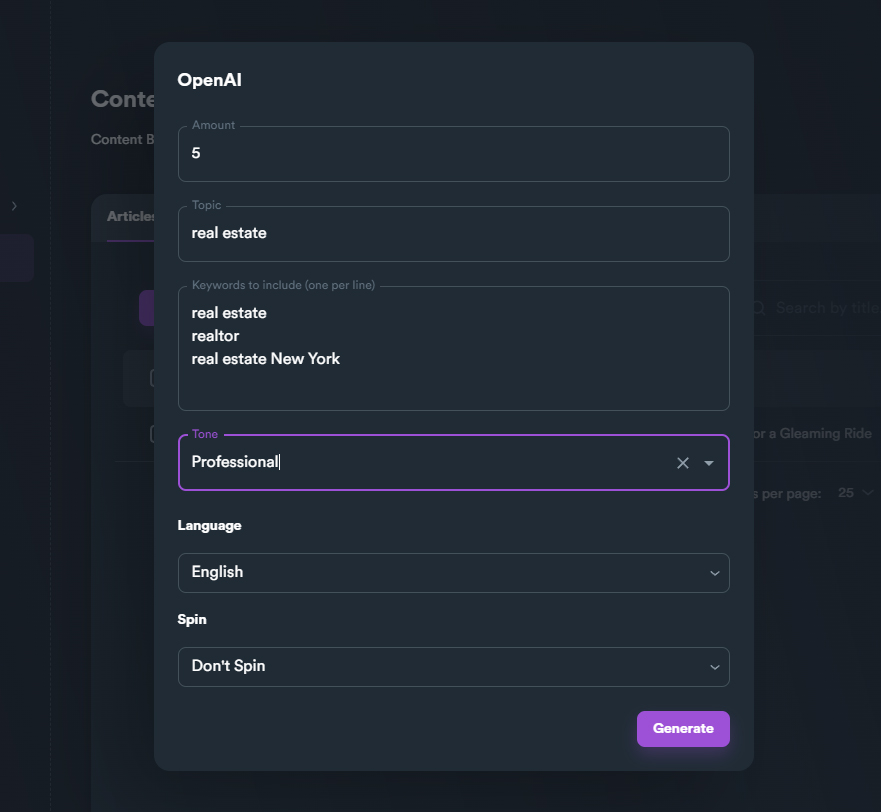 OpenAI
Conte
Amount
5
Content B
Topic
Articles
real estate
Keywords to include (one per line)
real estate
Search by title
realtor
real estate New York
Tone
or a Gleaming Ride
Professional
s per page: 25
Language
English
Spin
Don't Spin
Generate